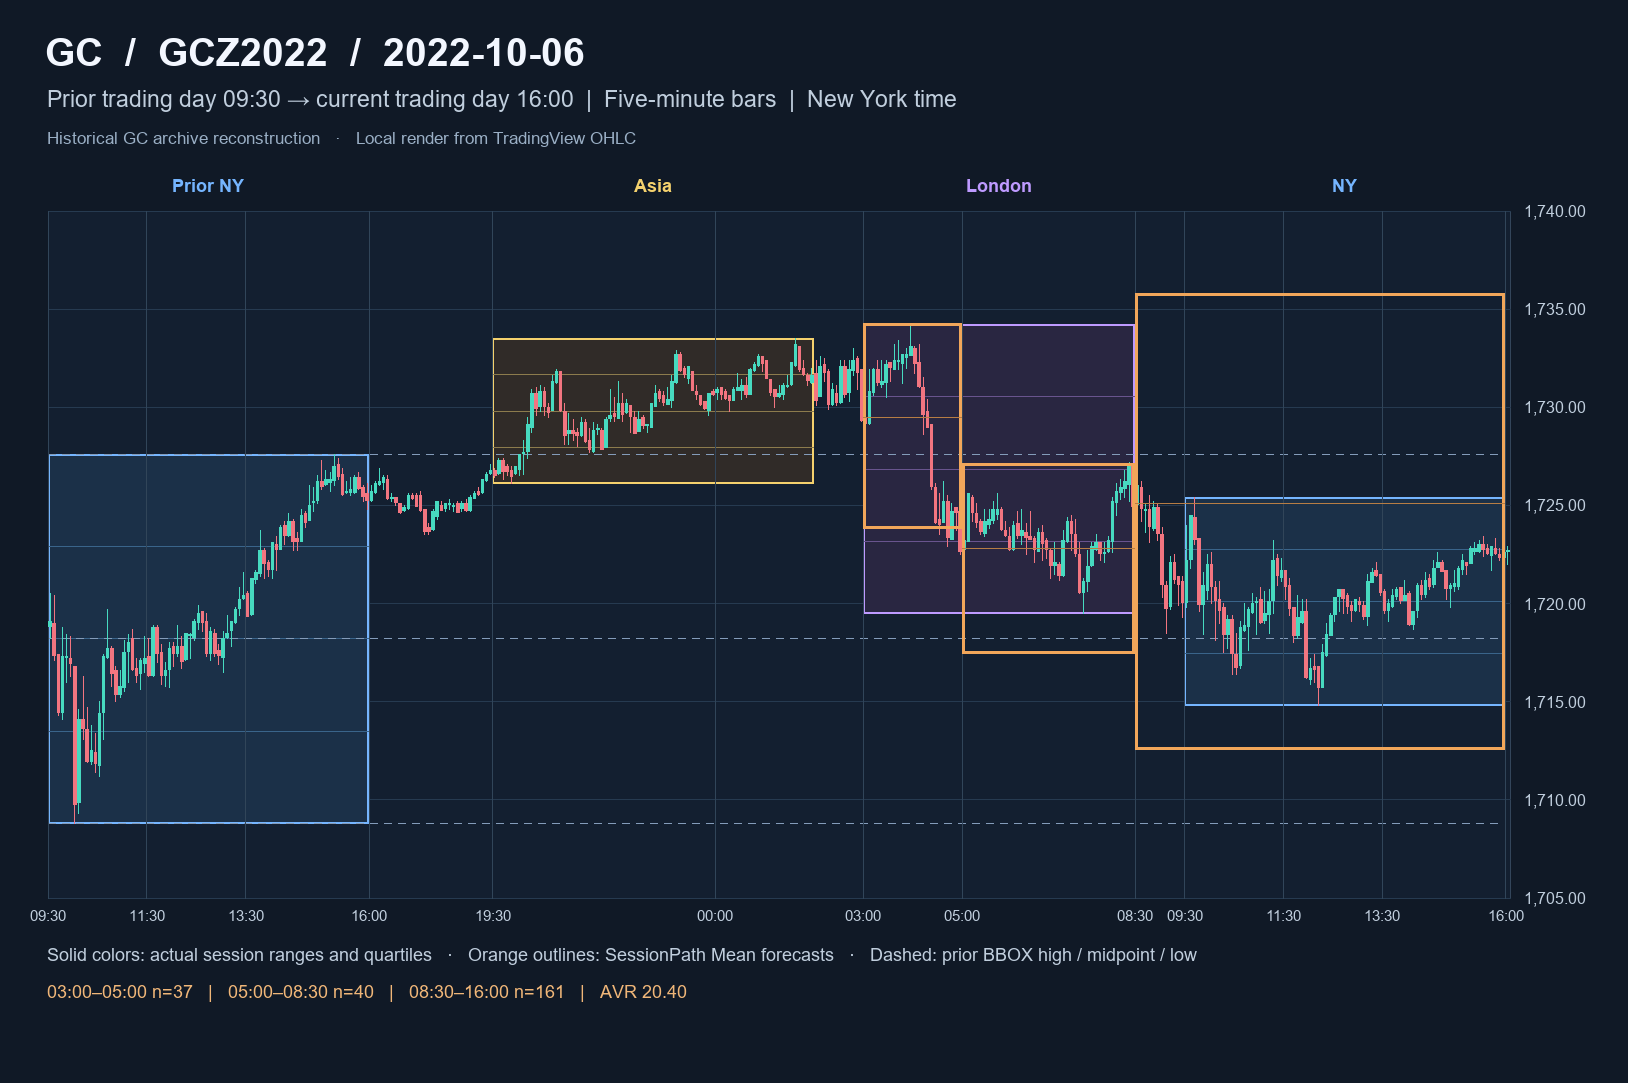 GC / GCZ2022 / 2022-10-06
Prior trading day 09:30 → current trading day 16:00 | Five-minute bars | New York time
Historical GC archive reconstruction · Local render from TradingView OHLC
Prior NY Asia London NY
1,740.00
1,735.00
1,730.00
1,725.00
1,720.00
1,715.00
1,710.00
1,705.00
09:30 11:30 13:30 16:00 19:30 00:00 03:00 05:00 08:30 09:30 11:30 13:30 16:00
Solid colors: actual session ranges and quartiles · Orange outlines: SessionPath Mean forecasts · Dashed: prior BBOX high / midpoint / low
03:00–05:00 n=37 | 05:00–08:30 n=40 | 08:30–16:00 n=161 | AVR 20.40